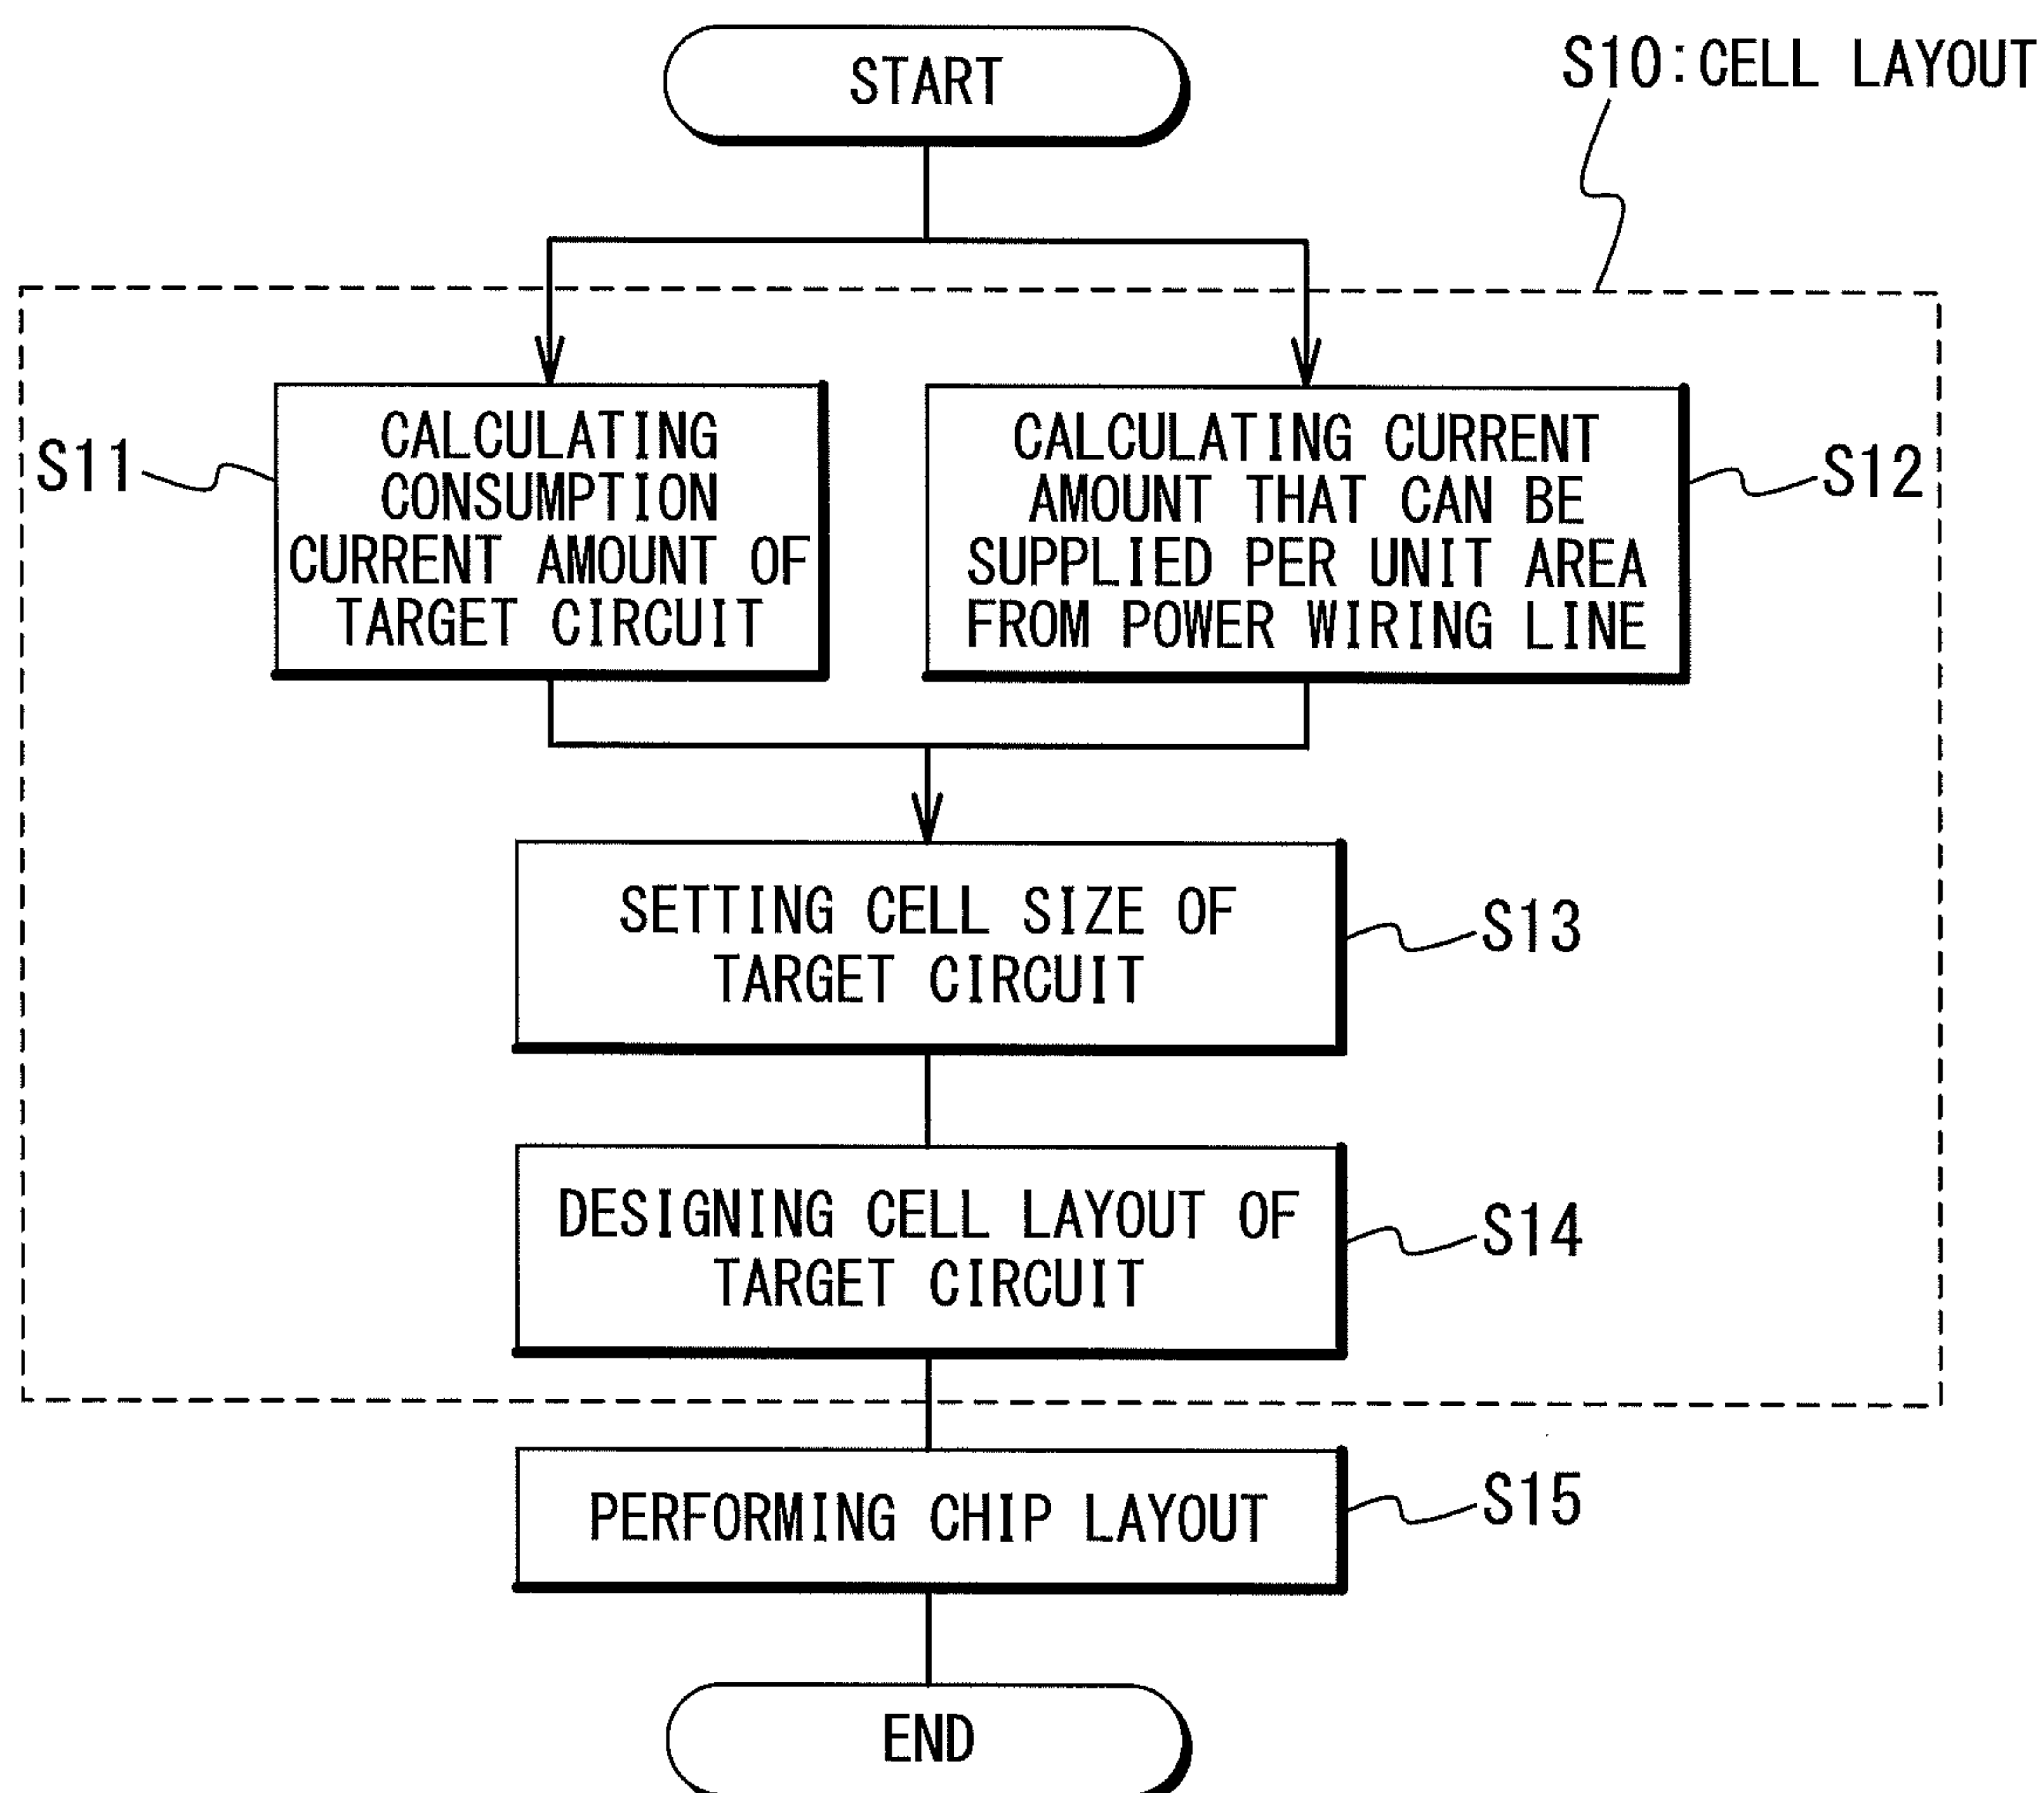 START
S10:CELL LAYOUT
S11
CALCULATING
CONSUMPTION
CURRENT AMOUNT OF
TARGET CIRCUIT
CALCULATING CURRENT
AMOUNT THAT CAN BE
SUPPLIED PER UNIT AREA
FROM POWER WIRING LINE
S12
SETTING CELL SIZE OF
TARGET CIRCUIT
S13
DESIGNING CELL LAYOUT OF
TARGET CIRCUIT
S14
PERFORMING CHIP LAYOUT
S15
END